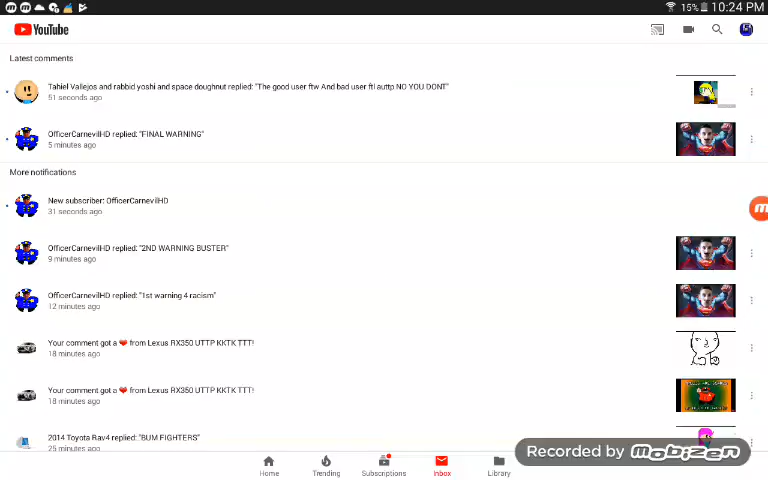 15% 10:24 PM
YouTube
Latest comments
Tahiel Vallejos and rabbid yoshi and space doughnut replied: "The good user ftw And bad user ftl auttp NO YOU DONT"
51 seconds ago
OfficerCarnevilHD replied: "FINAL WARNING"
5 minutes ago
More notifications
New subscriber: OfficerCarnevilHD
31 seconds ago
OfficerCarnevilHD replied: "2ND WARNING BUSTER"
9 minutes ago
OfficerCarnevilHD replied: "1st warning 4 racism"
12 minutes ago
Your comment got a ❤ from Lexus RX350 UTTP KKTK TTT!
18 minutes ago
Your comment got a ❤ from Lexus RX350 UTTP KKTK TTT!
18 minutes ago
2014 Toyota Rav4 replied: "BUM FIGHTERS"
25 minutes ago
Recorded by mobizen
Home Trending Subscriptions Inbox Library